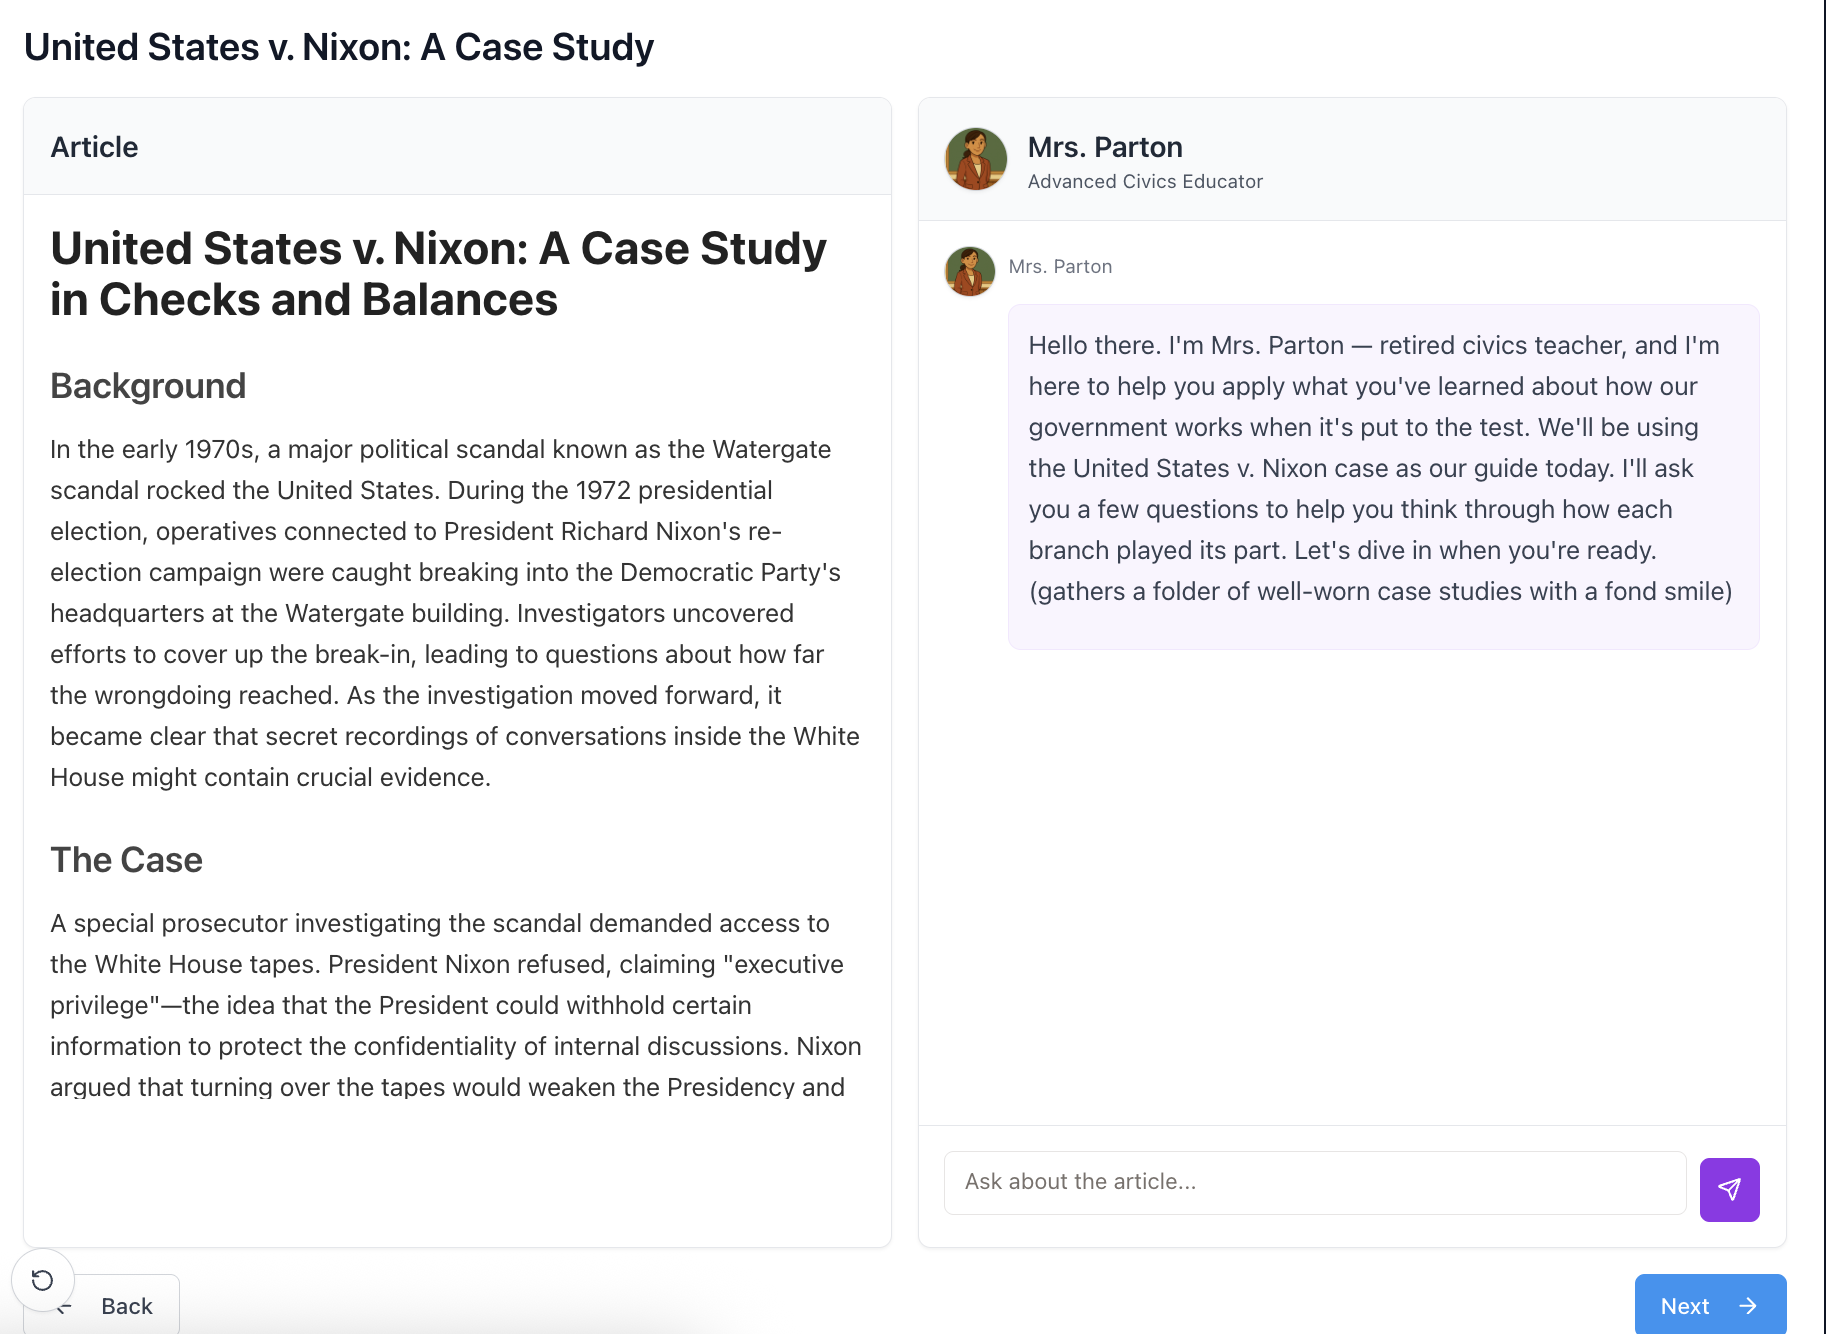 United States v. Nixon: A Case Study
Article
United States v. Nixon: A Case Study
in Checks and Balances
Background
In the early 1970s, a major political scandal known as the Watergate
scandal rocked the United States. During the 1972 presidential
election, operatives connected to President Richard Nixon's re-
election campaign were caught breaking into the Democratic Party's
headquarters at the Watergate building. Investigators uncovered
efforts to cover up the break-in, leading to questions about how far
the wrongdoing reached. As the investigation moved forward, it
became clear that secret recordings of conversations inside the White
House might contain crucial evidence.
The Case
A special prosecutor investigating the scandal demanded access to
the White House tapes. President Nixon refused, claiming "executive
privilege"—the idea that the President could withhold certain
information to protect the confidentiality of internal discussions. Nixon
argued that turning over the tapes would weaken the Presidency and
Mrs. Parton
Advanced Civics Educator
Mrs. Parton
Hello there. I'm Mrs. Parton — retired civics teacher, and I'm
here to help you apply what you've learned about how our
government works when it's put to the test. We'll be using
the United States v. Nixon case as our guide today. I'll ask
you a few questions to help you think through how each
branch played its part. Let's dive in when you're ready.
(gathers a folder of well-worn case studies with a fond smile)
Ask about the article...
Back
Next